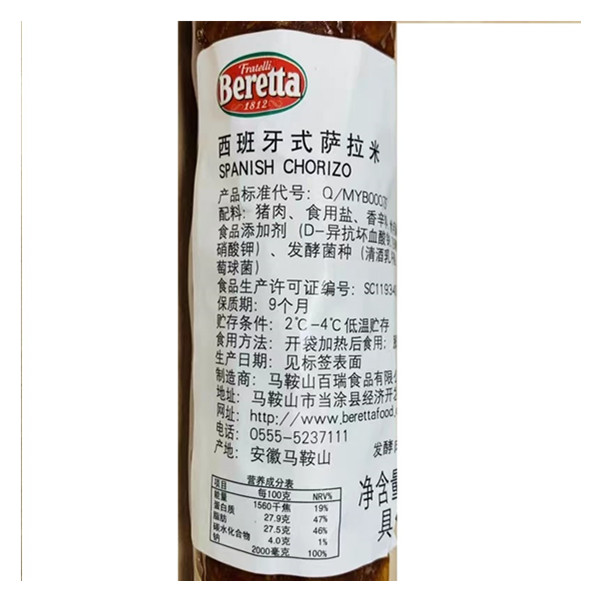 Fratelli
Beretta
1812
西班牙式萨拉米
SPANISH CHORIZO
产品标准代号：Q/MYB0007
配料：猪肉、食用盐、香辛料
食品添加剂（D-异抗坏血酸
硝酸钾）、发酵菌种（清酒乳
萄球菌）
食品生产许可证编号：SC11934
保质期：9个月
贮存条件：2℃-4℃低温贮存
食用方法：开袋加热后食用；
生产日期：见标签表面
制造商：马鞍山百瑞食品有限公
地址：马鞍山市当涂县经济开
网址：http://www.berettafood.
电话：0555-5237111
产地：安徽马鞍山
发酵
净含量
具
营养成分表
项目 每100克 NRV%
能量 1560千焦 19%
蛋白质 27.9克 47%
脂肪 27.5克 46%
碳水化合物 4.0克 1%
钠 2000毫克 100%